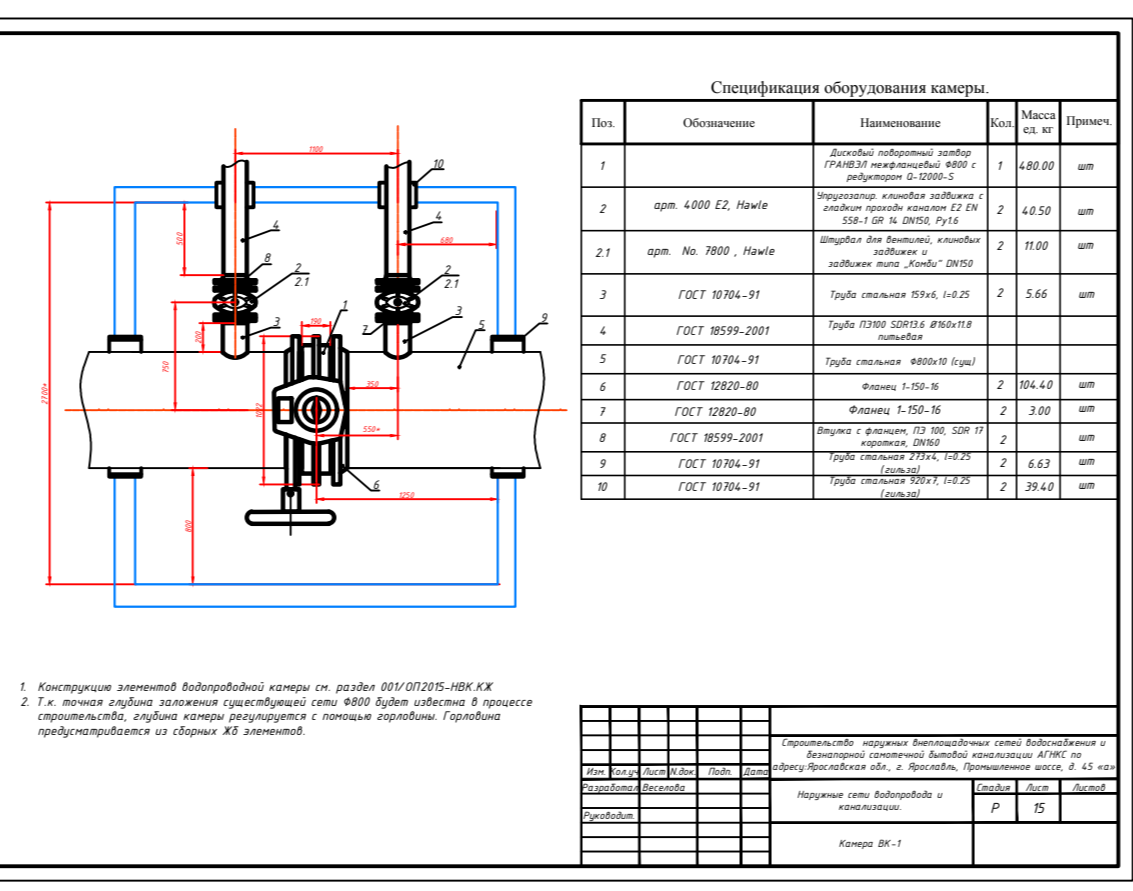 Спецификация оборудования камеры.
Поз. Обозначение Наименование Кол. Масса ед. кг Примеч.
1 Дисковый поворотный затвор
ГРАНВЭЛ межфланцевый Ф800 с
редуктором Q-12000-S 1 480.00 шт
2 арт. 4000 E2, Hawle Упругозапир. клиновая задвижка с
гладким проходн каналом E2 EN
558-1 GR 14 DN150, Ру1.6 2 40.50 шт
2.1 арт. No. 7800 , Hawle Штурвал для вентилей, клиновых
задвижек и
задвижек типа „Комби" DN150 2 11.00 шт
3 ГОСТ 10704-91 Труба стальная 159х6, l=0.25 2 5.66 шт
4 ГОСТ 18599-2001 Труба ПЭ100 SDR13.6 Ø160х11.8
питьевая
5 ГОСТ 10704-91 Труба стальная Ф800х10 (сущ)
6 ГОСТ 12820-80 Фланец 1-150-16 2 104.40 шт
7 ГОСТ 12820-80 Фланец 1-150-16 2 3.00 шт
8 ГОСТ 18599-2001 Втулка с фланцем, ПЭ 100, SDR 17
короткая, DN160 2 шт
9 ГОСТ 10704-91 Труба стальная 273х4, l=0.25
(гильза) 2 6.63 шт
10 ГОСТ 10704-91 Труба стальная 920х7, l=0.25
(гильза) 2 39.40 шт
1100
10
4
4
500
680
8
2
2.1
2
2.1
1
3
190
7
3
5
9
200
750
2700*
350
1022
550*
6
1250
800
1. Конструкцию элементов водопроводной камеры см. раздел 001/ОП2015-НВК.КЖ
2. Т.к. точная глубина заложения существующей сети Ф800 будет известна в процессе
строительства, глубина камеры регулируется с помощью горловины. Горловина
предусматривается из сборных Жб элементов.
Строительство наружных внеплощадочных сетей водоснабжения и
безнапорной самотечной бытовой канализации АГНКС по
адресу:Ярославская обл., г. Ярославль, Промышленное шоссе, д. 45 «а»
Изм. Кол.уч Лист N.док. Подп. Дата
Разработал Веселова
Руководит.
Наружные сети водопровода и
канализации.
Стадия Лист Листов
Р 15
Камера ВК-1